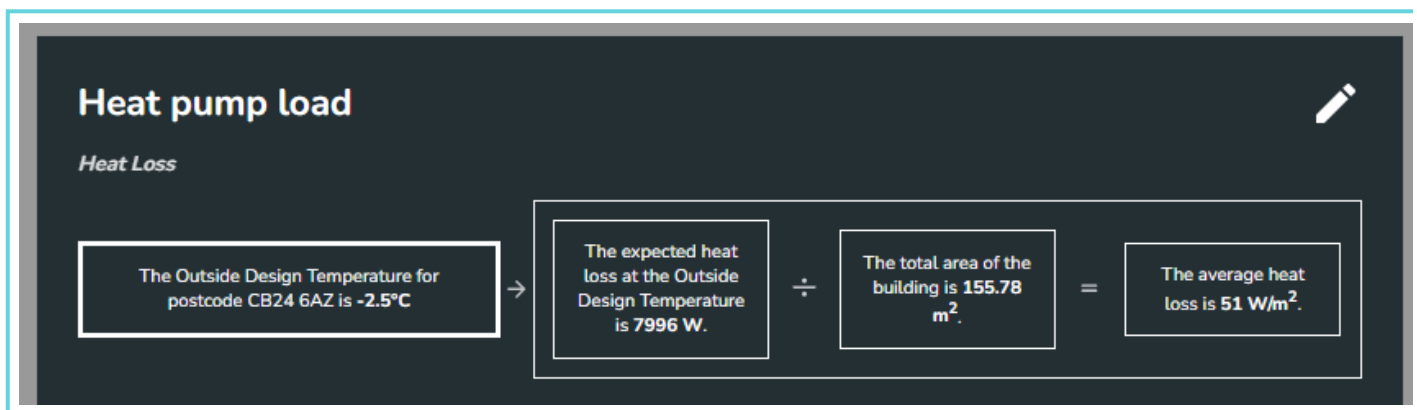 Heat pump load
Heat Loss
The Outside Design Temperature for
postcode CB24 6AZ is -2.5°C
→
The expected heat
loss at the Outside
Design Temperature
is 7996 W.
÷
The total area of the
building is 155.78
m².
=
The average heat
loss is 51 W/m².